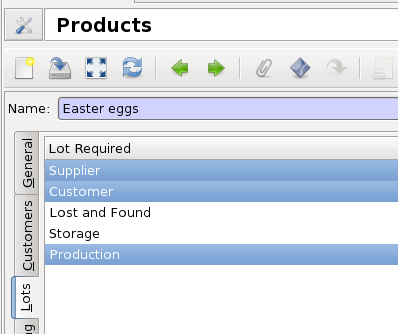 Products
Name: Easter eggs
General
Customers
Lots
Lot Required
Supplier
Customer
Lost and Found
Storage
Production